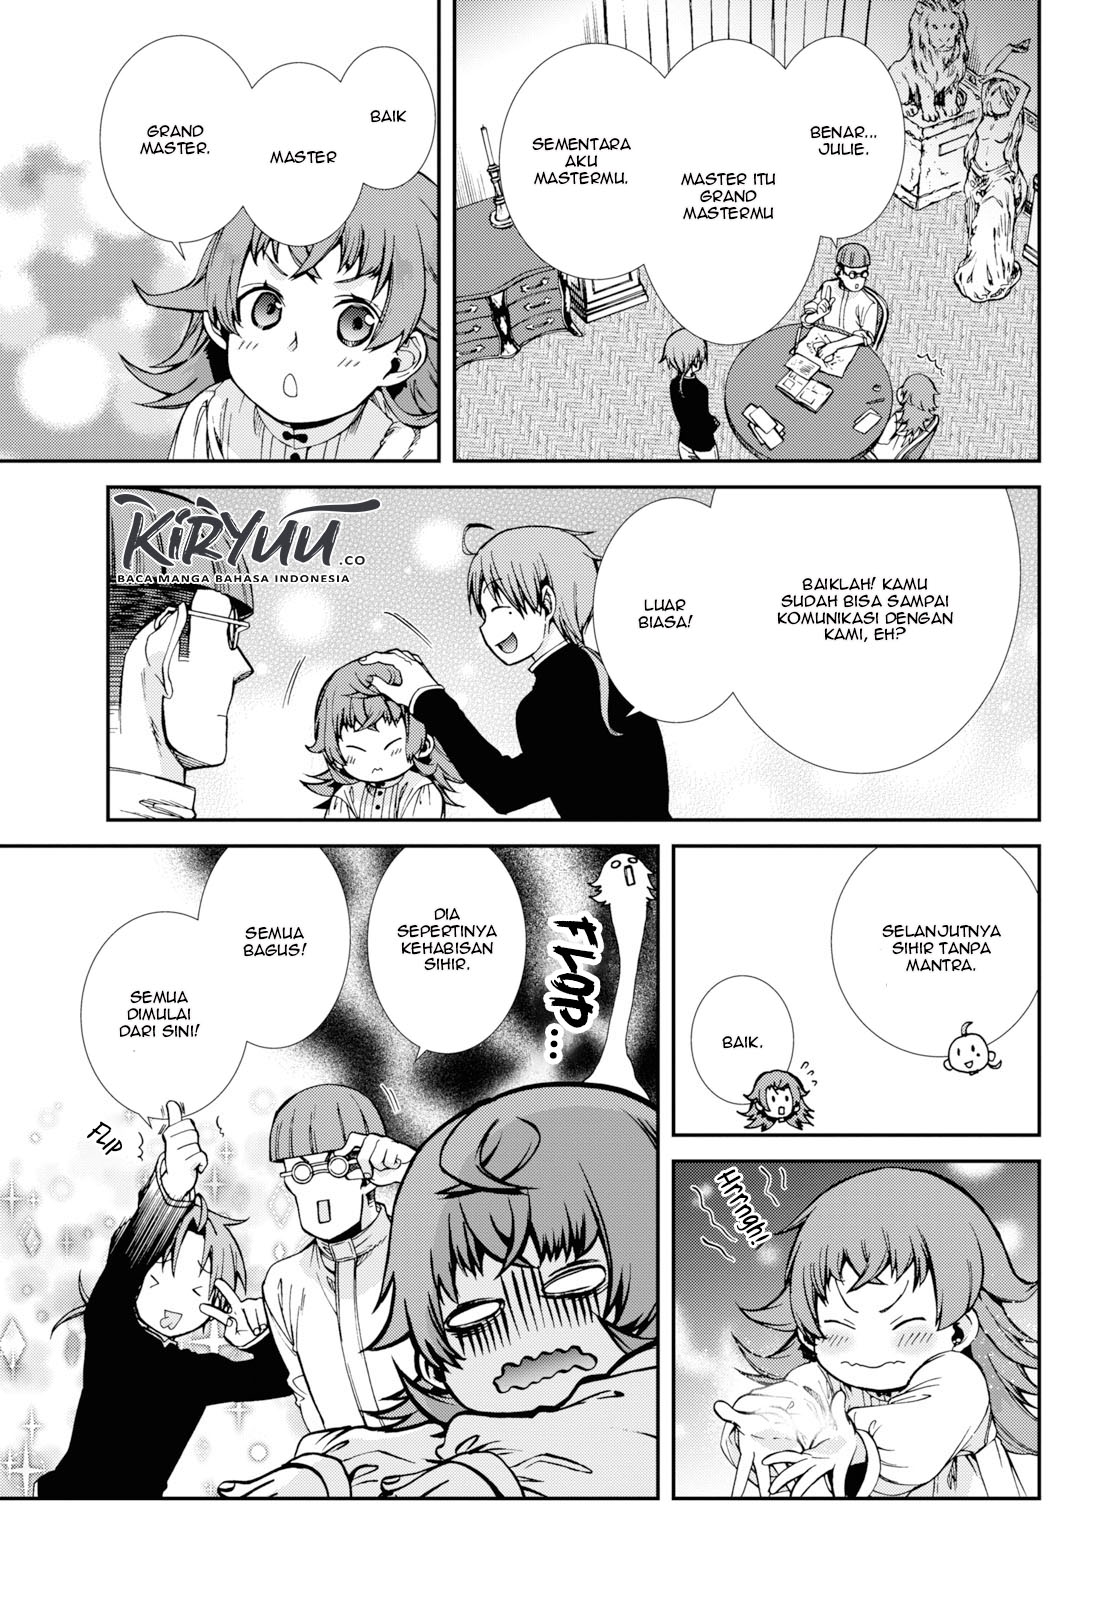 BENAR...
JULIE.
MASTER ITU
GRAND
MASTERMU
SEMENTARA
AKU
MASTERMU.
BAIK
MASTER
GRAND
MASTER.
BAIKLAH! KAMU
SUDAH BISA SAMPAI
KOMUNIKASI DENGAN
KAMI, EH?
LUAR
BIASA!
KIRYUU.CO
BACA MANGA BAHASA INDONESIA
SELANJUTNYA
SIHIR TANPA
MANTRA.
BAIK.
Hrrngh!
FLOP...
DIA
SEPERTINYA
KEHABISAN
SIHIR.
SEMUA
BAGUS!
SEMUA
DIMULAI
DARI SINI!
FLIP